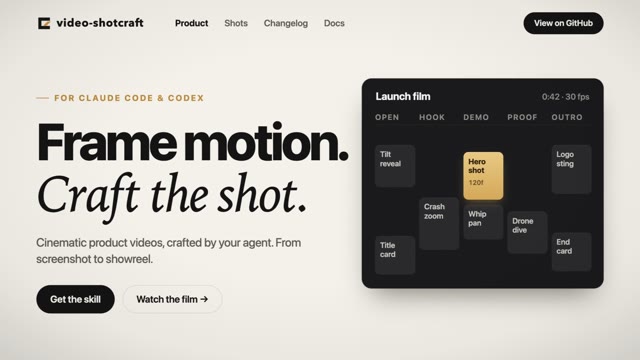 video-shotcraft
Product
Shots
Changelog
Docs
View on GitHub
FOR CLAUDE CODE & CODEX
Frame motion.
Craft the shot.
Cinematic product videos, crafted by your agent. From
screenshot to showreel.
Get the skill
Watch the film →
Launch film
0:42 · 30 fps
OPEN
HOOK
DEMO
PROOF
OUTRO
Tilt
reveal
Title
card
Crash
zoom
Hero
shot
120f
Whip
pan
Drone
dive
Logo
sting
End
card